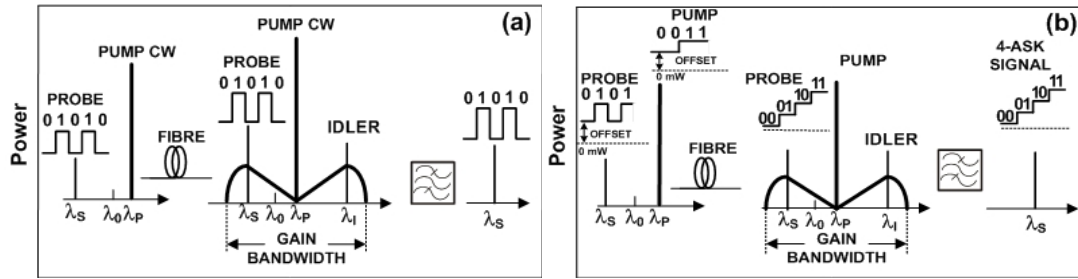 (a)
PUMP CW
PUMP CW
PROBE
0 1 0 1 0
PROBE
0 1 0 1 0
0 1 0 1 0
IDLER
FIBRE
Power
λS
λ0 λP
λS
λ0
λP
λI
λS
GAIN
BANDWIDTH
(b)
PUMP
0 0 1 1
OFFSET
0 mW
PROBE
0 1 0 1
OFFSET
0 mW
PUMP
4-ASK
SIGNAL
PROBE
00 01 10 11
00 01 10 11
IDLER
FIBRE
Power
λS
λ0
λP
λS
λ0
λP
λI
λS
GAIN
BANDWIDTH